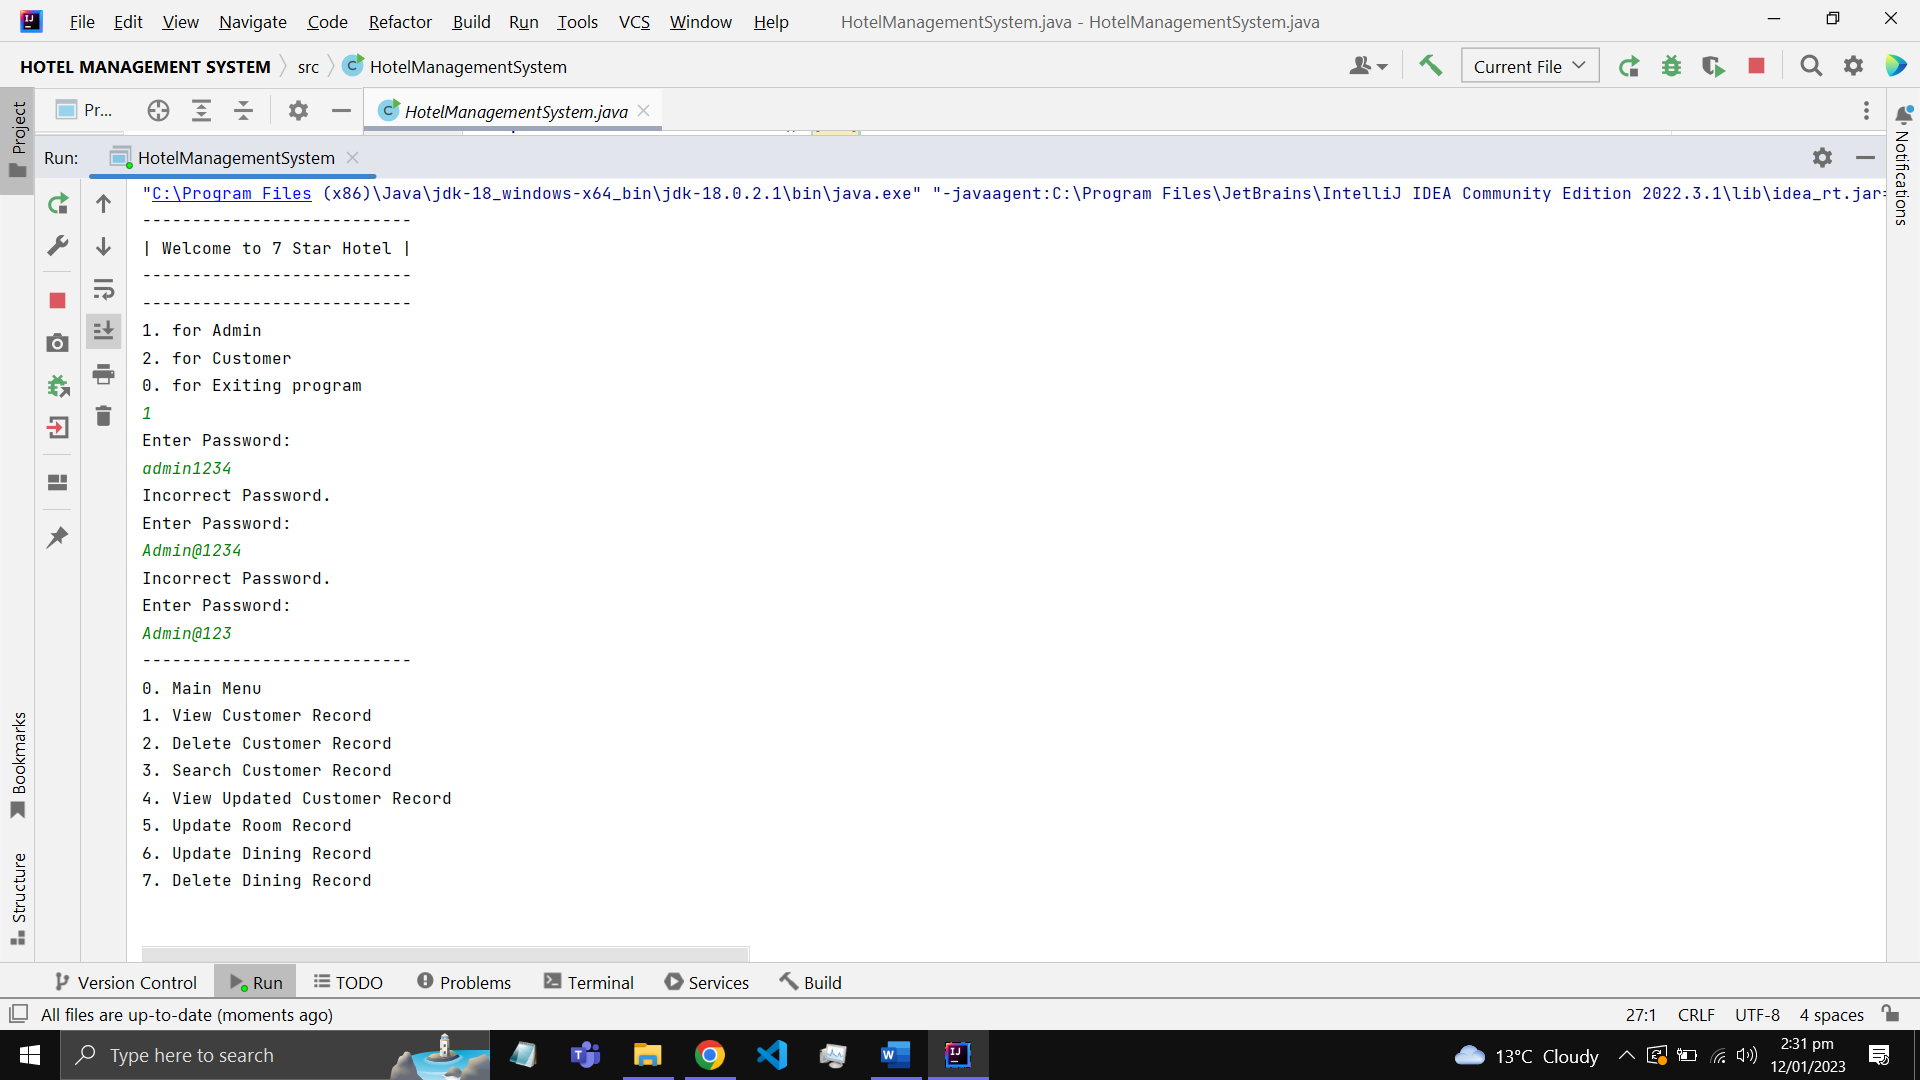 File Edit View Navigate Code Refactor Build Run Tools VCS Window Help HotelManagementSystem.java - HotelManagementSystem.java
HOTEL MANAGEMENT SYSTEM src HotelManagementSystem Current File
Project
Pr... HotelManagementSystem.java
Notifications
Run: HotelManagementSystem
"C:\Program Files (x86)\Java\jdk-18_windows-x64_bin\jdk-18.0.2.1\bin\java.exe" "-javaagent:C:\Program Files\JetBrains\IntelliJ IDEA Community Edition 2022.3.1\lib\idea_rt.jar=
---------------------------
| Welcome to 7 Star Hotel |
---------------------------
---------------------------
1. for Admin
2. for Customer
0. for Exiting program
1
Enter Password:
admin1234
Incorrect Password.
Enter Password:
Admin@1234
Incorrect Password.
Enter Password:
Admin@123
---------------------------
0. Main Menu
1. View Customer Record
2. Delete Customer Record
3. Search Customer Record
4. View Updated Customer Record
5. Update Room Record
6. Update Dining Record
7. Delete Dining Record
Bookmarks
Structure
Version Control Run TODO Problems Terminal Services Build
All files are up-to-date (moments ago) 27:1 CRLF UTF-8 4 spaces
Type here to search 13°C Cloudy 2:31 pm
12/01/2023